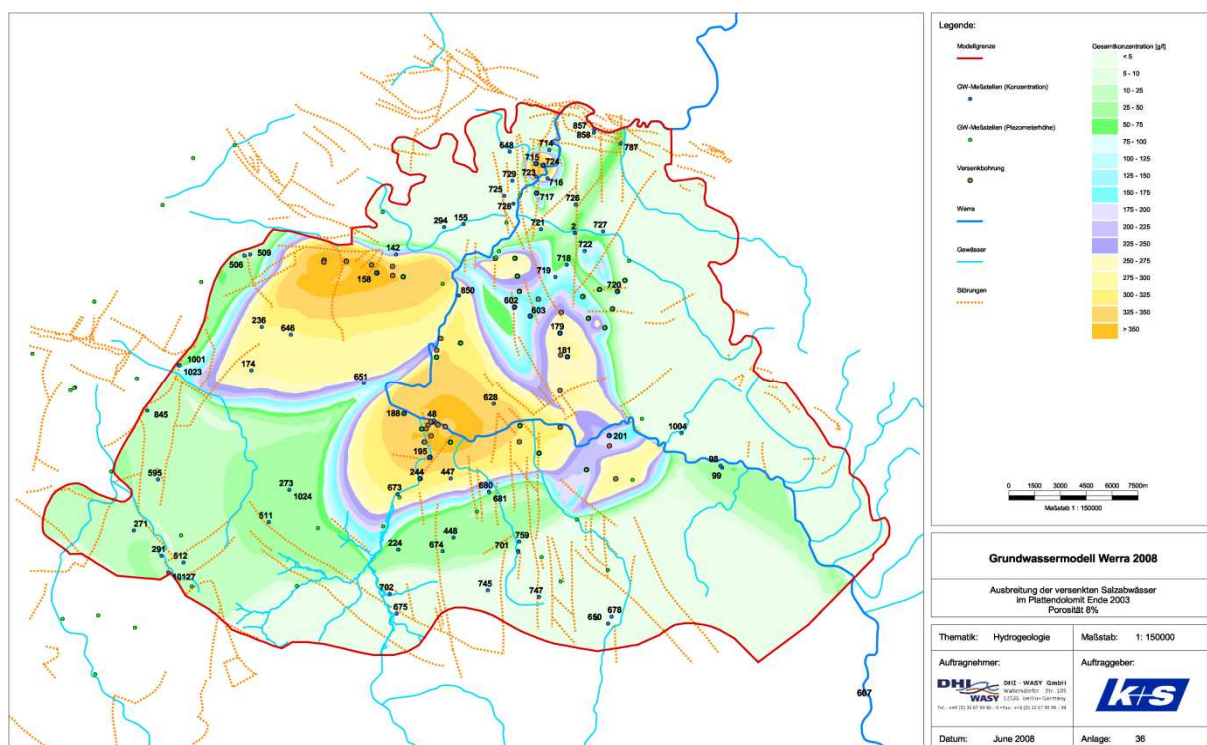 857
858
714
787
648
715
724
723
716
729
725
717
728
726
721
2
727
294
155
722
142
506
509
718
719
158
720
850
602
603
236
646
179
181
1001
1023
174
651
628
188
48
845
201
1004
195
98
99
595
244
447
273
673
680
1024
681
511
271
448
759
224
674
701
291
512
10127
702
745
747
675
678
650
607
Legende:
Modellgrenze
GW-Meßstellen (Konzentration)
GW-Meßstellen (Piezometerhöhe)
Versenkbohrung
Werra
Gewässer
Störungen
Gesamtkonzentration [g/l]
< 5
5 - 10
10 - 25
25 - 50
50 - 75
75 - 100
100 - 125
125 - 150
150 - 175
175 - 200
200 - 225
225 - 250
250 - 275
275 - 300
300 - 325
325 - 350
> 350
0 1500 3000 4500 6000 7500m
Maßstab 1 : 150000
Grundwassermodell Werra 2008
Ausbreitung der versenkten Salzabwässer
im Plattendolomit Ende 2003
Porosität 8%
Thematik: Hydrogeologie
Maßstab: 1: 150000
Auftragnehmer:
DHI WASY
DHI - WASY GmbH
Waltersdorfer Str. 105
12526 Berlin-Germany
Auftraggeber:
k+s
Datum: June 2008
Anlage: 36